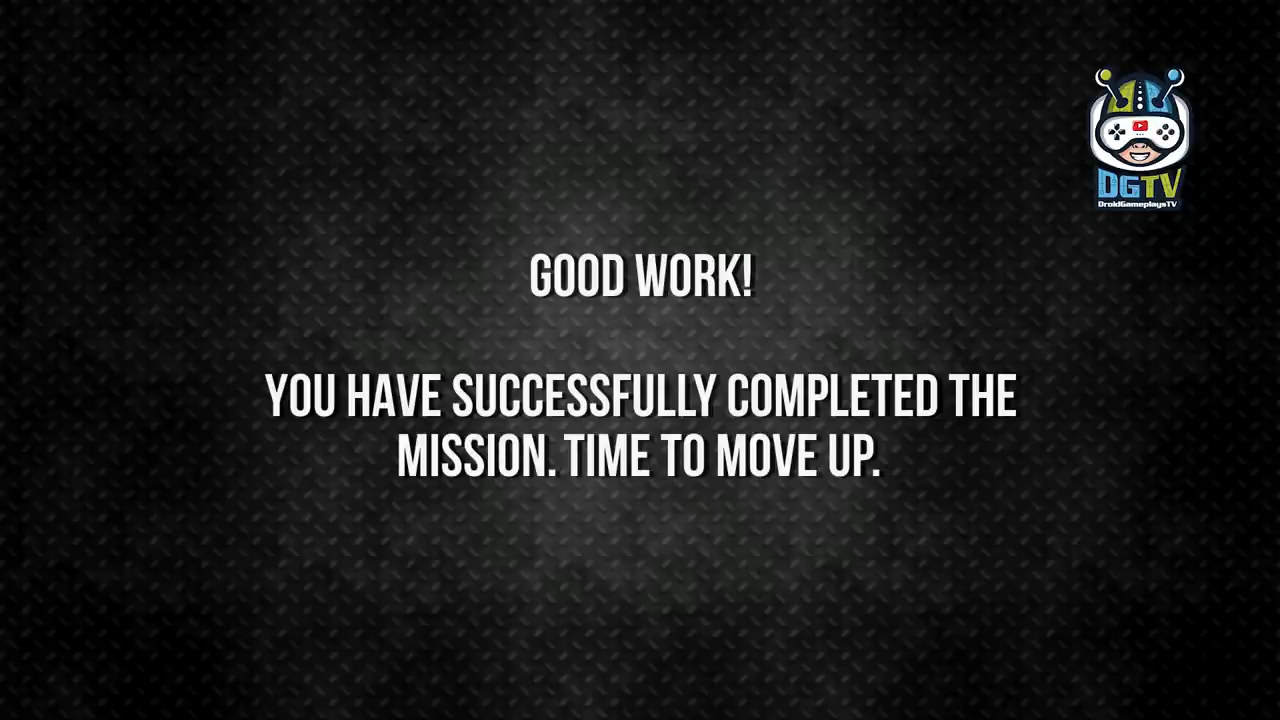 DGTV
DroidGameplaysTV
GOOD WORK!
YOU HAVE SUCCESSFULLY COMPLETED THE
MISSION. TIME TO MOVE UP.